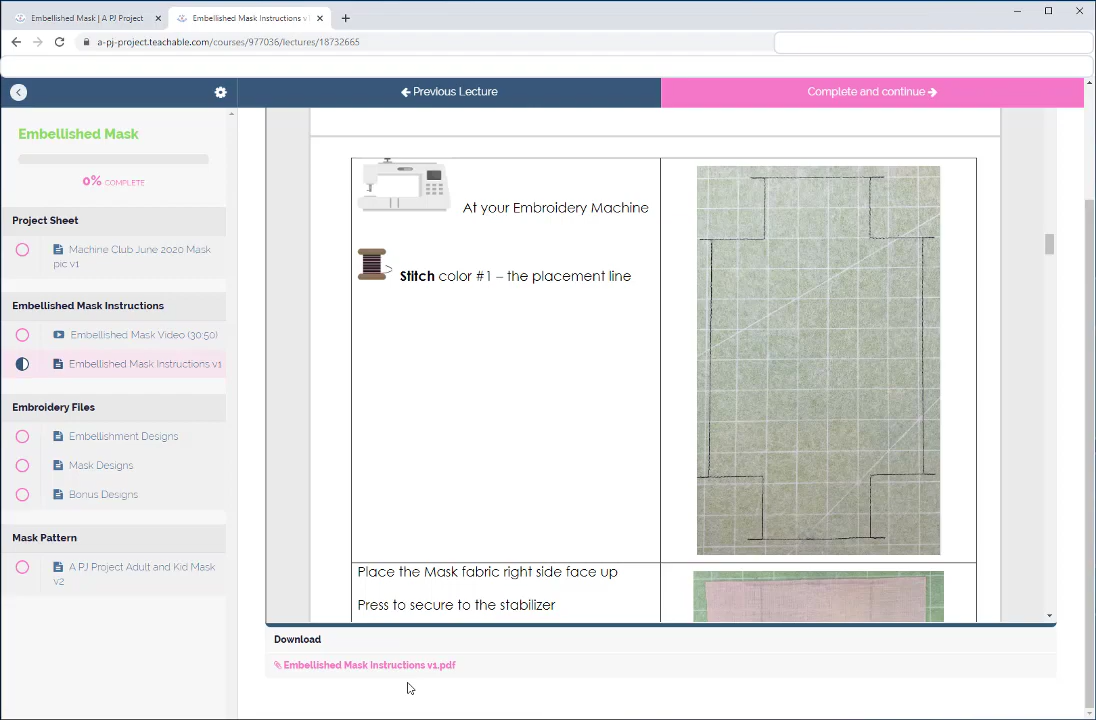 Embellished Mask | A PJ Project
Embellished Mask Instructions v
a-pj-project.teachable.com/courses/977036/lectures/18732665
Previous Lecture
Complete and continue
Embellished Mask
0% COMPLETE
Project Sheet
Machine Club June 2020 Mask
pic v1
Embellished Mask Instructions
Embellished Mask Video (30:50)
Embellished Mask Instructions v1
Embroidery Files
Embellishment Designs
Mask Designs
Bonus Designs
Mask Pattern
A PJ Project Adult and Kid Mask
v2
At your Embroidery Machine
Stitch color #1 – the placement line
Place the Mask fabric right side face up
Press to secure to the stabilizer
Download
Embellished Mask Instructions v1.pdf